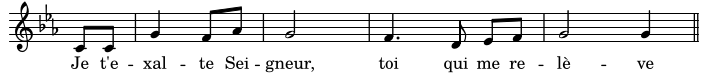 Je t'e - xal - te Sei - gneur, toi qui me re - lè - ve